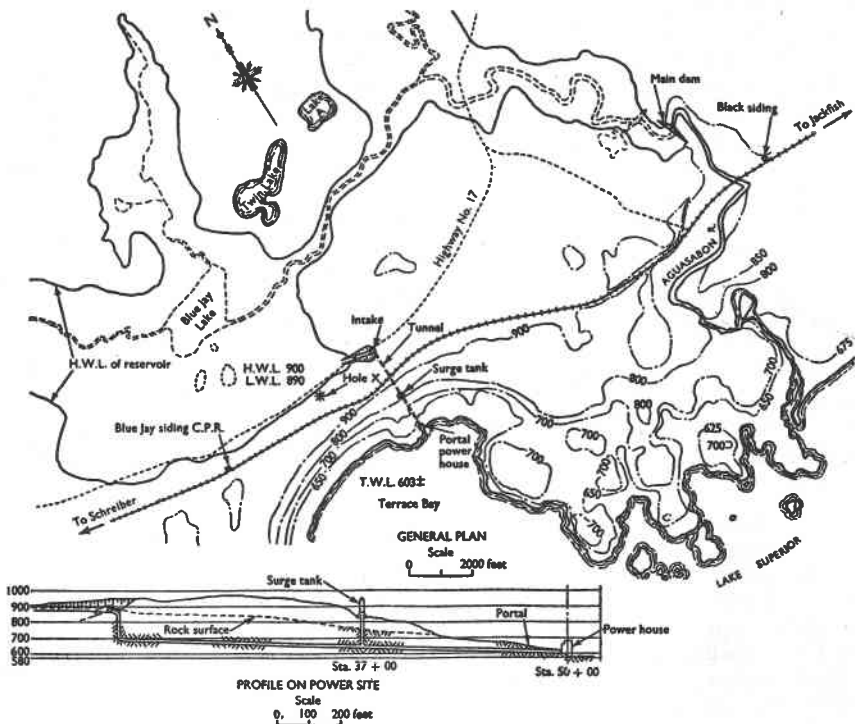 N
Lake A
Twin Lake
Main dam
Black siding
To Jackfish
Highway No. 17
AGUASABON R.
850
800
Blue Jay
Lake
Intake
Tunnel
900
675
H.W.L. of reservoir
H.W.L. 900
L.W.L. 890
Hole X
Surge tank
700
650
800
700
800
900
800
700
650
Blue Jay siding C.P.R.
700
625
700
700
700
Portal
power
house
650
700
T.W.L. 603±
Terrace Bay
To Schreiber
GENERAL PLAN
Scale
0 2000 feet
LAKE SUPERIOR
1000
900
800
700
600
580
Surge tank
Rock surface
Portal
Power house
Sta. 37 + 00
Sta. 50 + 00
PROFILE ON POWER SITE
Scale
0 100 200 feet